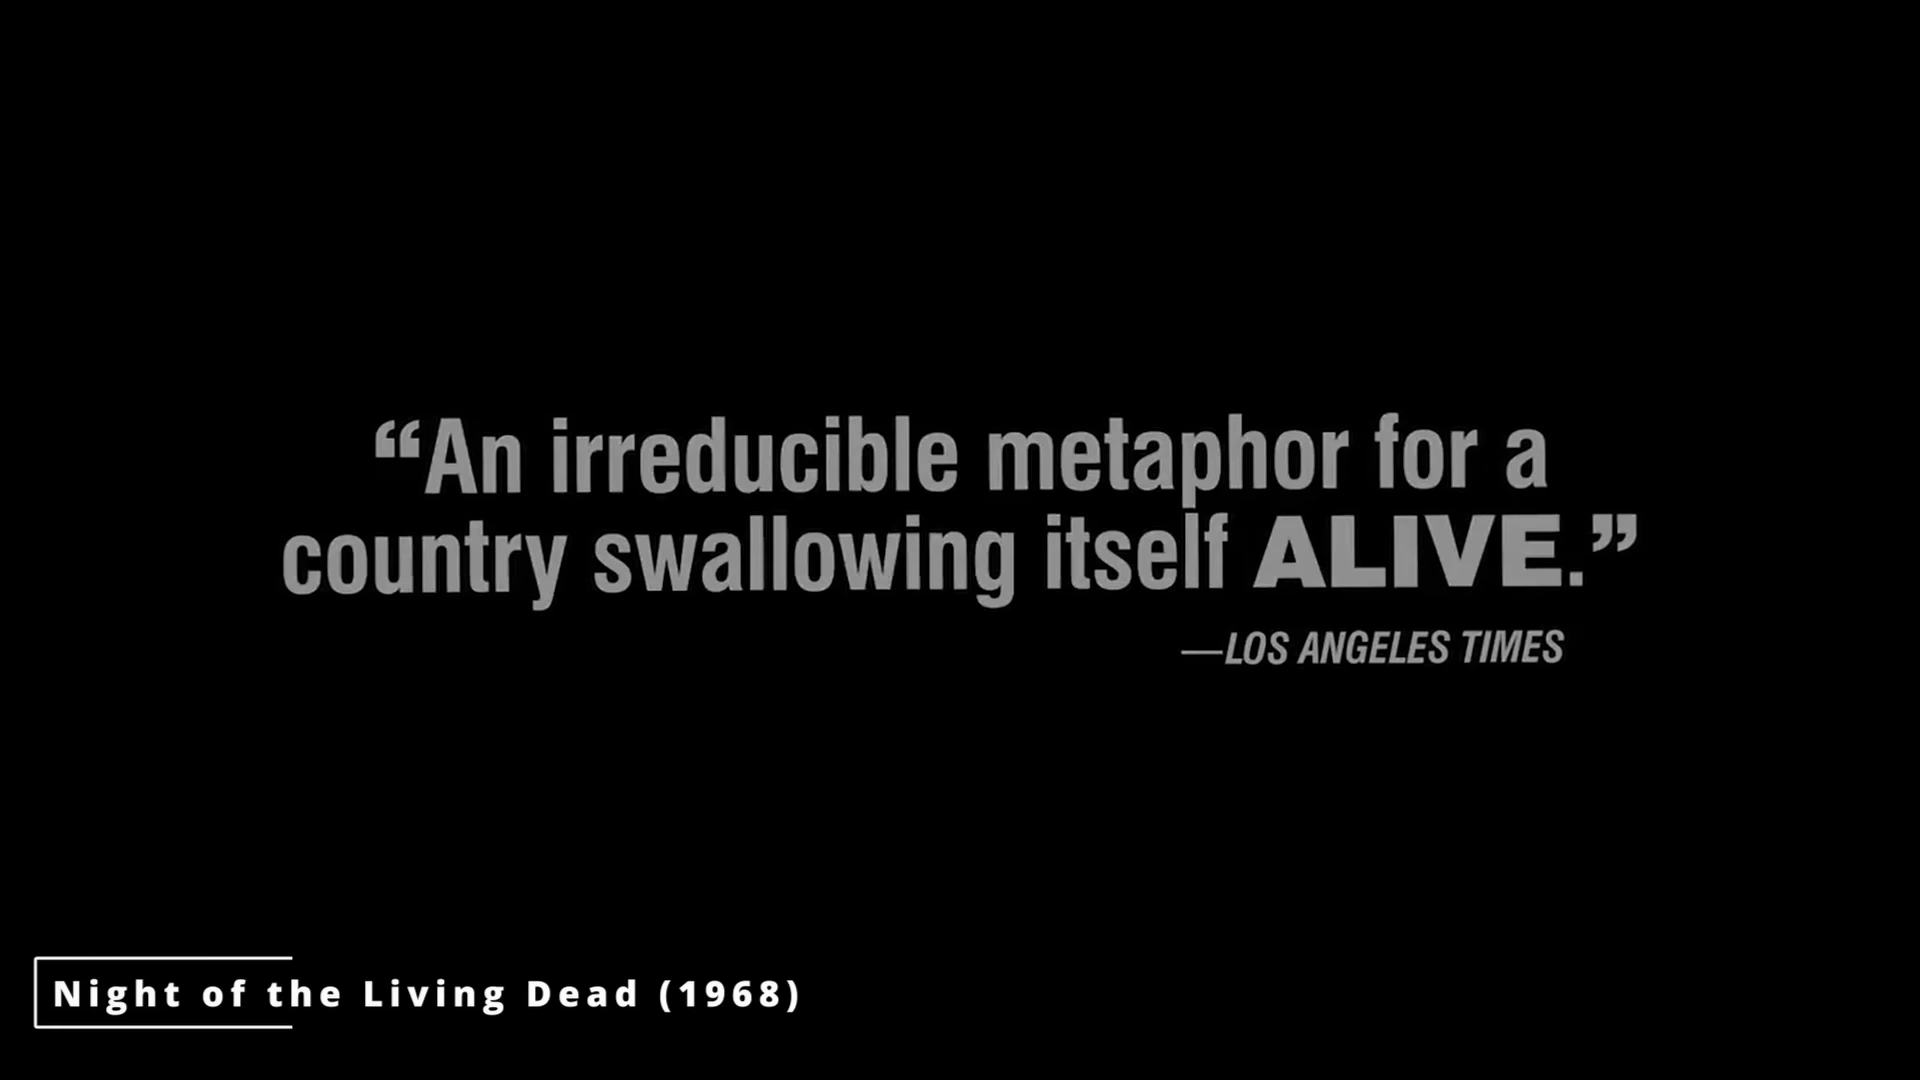 “An irreducible metaphor for a
country swallowing itself ALIVE.”
—LOS ANGELES TIMES
Night of the Living Dead (1968)